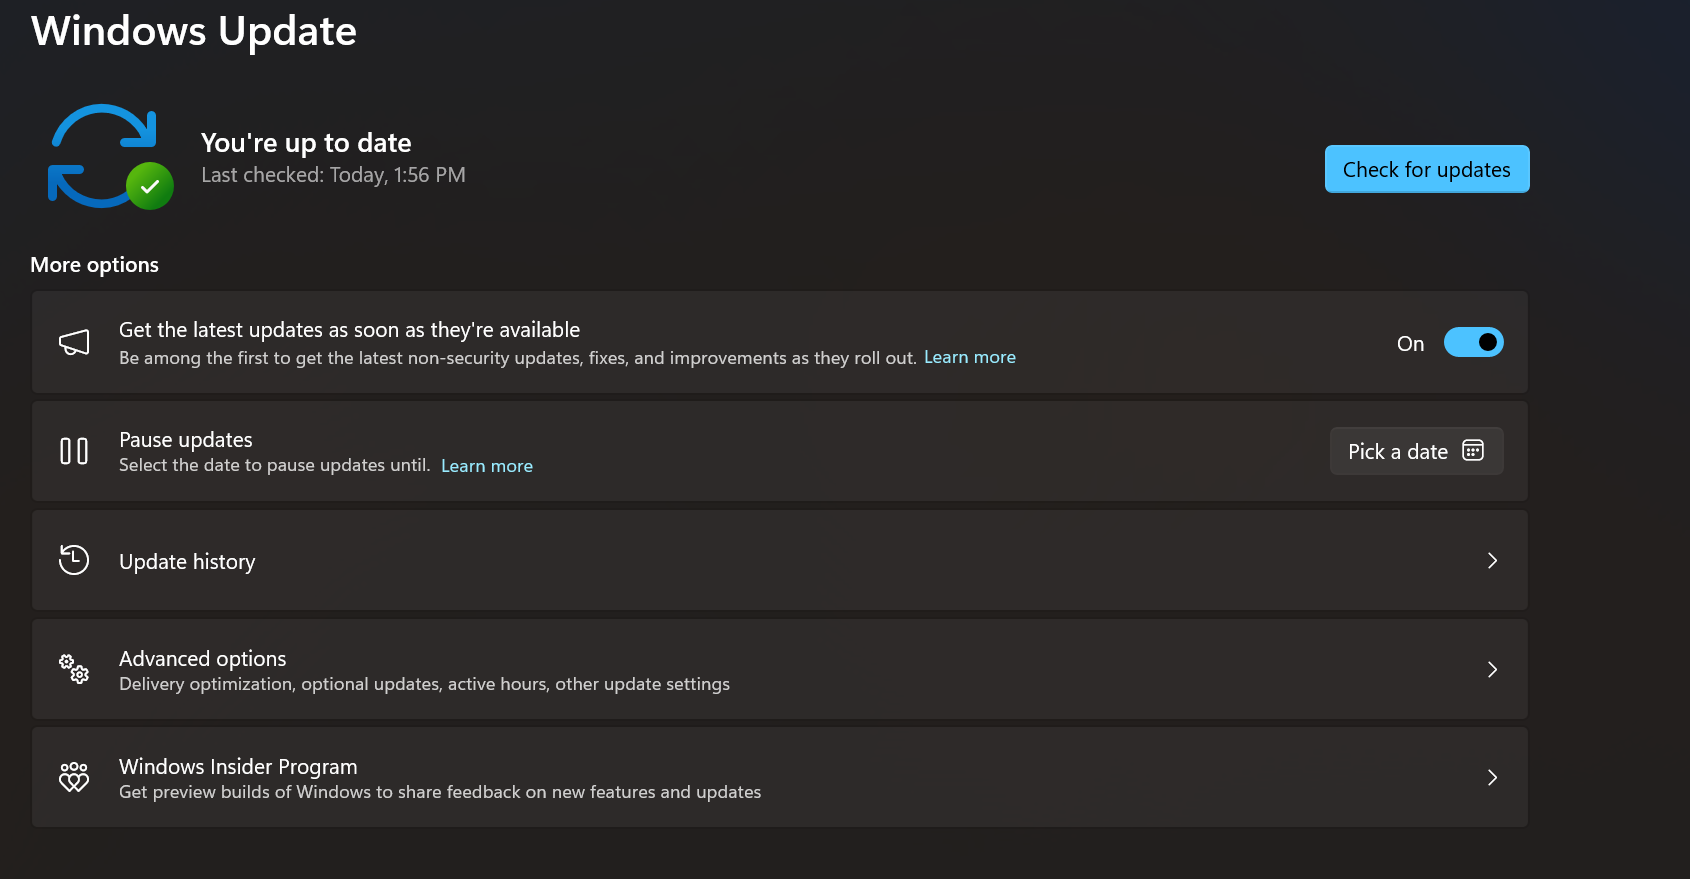 Windows Update
You're up to date
Last checked: Today, 1:56 PM
Check for updates
More options
Get the latest updates as soon as they're available
Be among the first to get the latest non-security updates, fixes, and improvements as they roll out. Learn more
On
Pause updates
Select the date to pause updates until. Learn more
Pick a date
Update history
Advanced options
Delivery optimization, optional updates, active hours, other update settings
Windows Insider Program
Get preview builds of Windows to share feedback on new features and updates